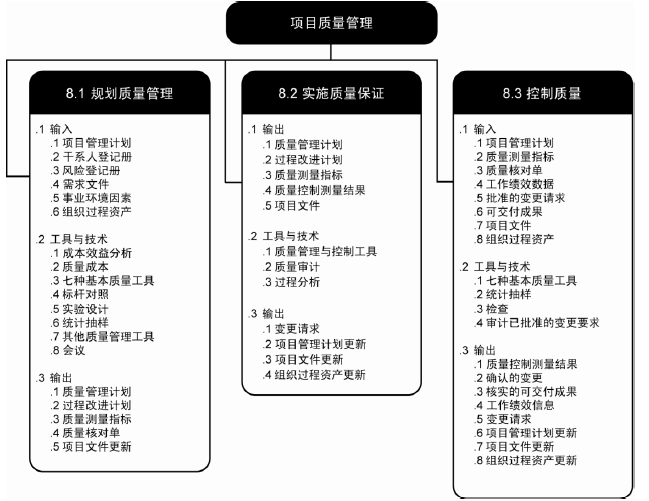 项目质量管理
8.1 规划质量管理
.1 输入
.1 项目管理计划
.2 干系人登记册
.3 风险登记册
.4 需求文件
.5 事业环境因素
.6 组织过程资产
.2 工具与技术
.1 成本效益分析
.2 质量成本
.3 七种基本质量工具
.4 标杆对照
.5 实验设计
.6 统计抽样
.7 其他质量管理工具
.8 会议
.3 输出
.1 质量管理计划
.2 过程改进计划
.3 质量测量指标
.4 质量核对单
.5 项目文件更新
8.2 实施质量保证
.1 输出
.1 质量管理计划
.2 过程改进计划
.3 质量测量指标
.4 质量控制测量结果
.5 项目文件
.2 工具与技术
.1 质量管理与控制工具
.2 质量审计
.3 过程分析
.3 输出
.1 变更请求
.2 项目管理计划更新
.3 项目文件更新
.4 组织过程资产更新
8.3 控制质量
.1 输入
.1 项目管理计划
.2 质量测量指标
.3 质量核对单
.4 工作绩效数据
.5 批准的变更请求
.6 可交付成果
.7 项目文件
.8 组织过程资产
.2 工具与技术
.1 七种基本质量工具
.2 统计抽样
.3 检查
.4 审计已批准的变更要求
.3 输出
.1 质量控制测量结果
.2 确认的变更
.3 核实的可交付成果
.4 工作绩效信息
.5 变更请求
.6 项目管理计划更新
.7 项目文件更新
.8 组织过程资产更新